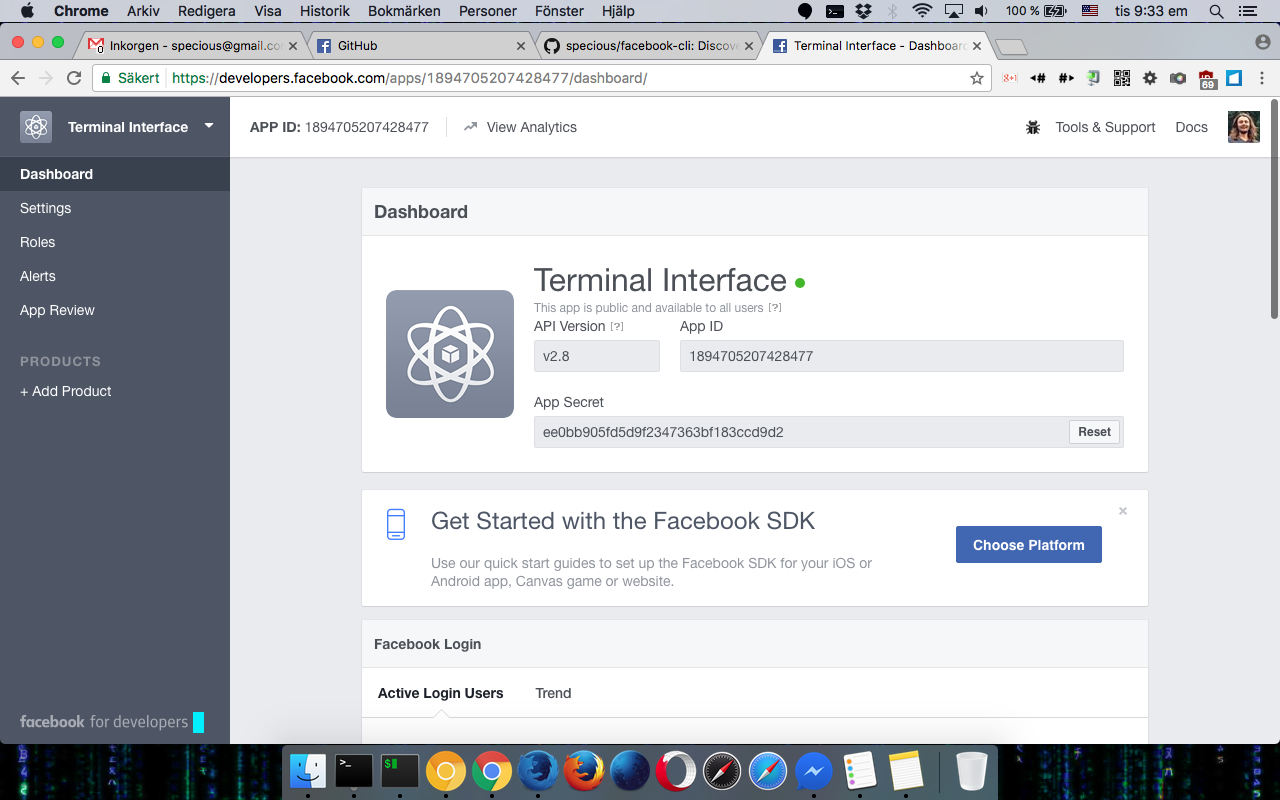 Chrome Arkiv Redigera Visa Historik Bokmärken Personer Fönster Hjälp 100 % tis 9:33 em
Inkorgen - specious@gmail.co
GitHub
specious/facebook-cli: Discove
Terminal Interface - Dashboard
Säkert https://developers.facebook.com/apps/1894705207428477/dashboard/
69
Terminal Interface
APP ID: 1894705207428477
View Analytics
Tools & Support
Docs
Dashboard
Settings
Roles
Alerts
App Review
PRODUCTS
+ Add Product
facebook for developers
Dashboard
Terminal Interface
This app is public and available to all users [?]
API Version [?]
App ID
v2.8
1894705207428477
App Secret
ee0bb905fd5d9f2347363bf183ccd9d2
Reset
Get Started with the Facebook SDK
Use our quick start guides to set up the Facebook SDK for your iOS or
Android app, Canvas game or website.
Choose Platform
Facebook Login
Active Login Users
Trend